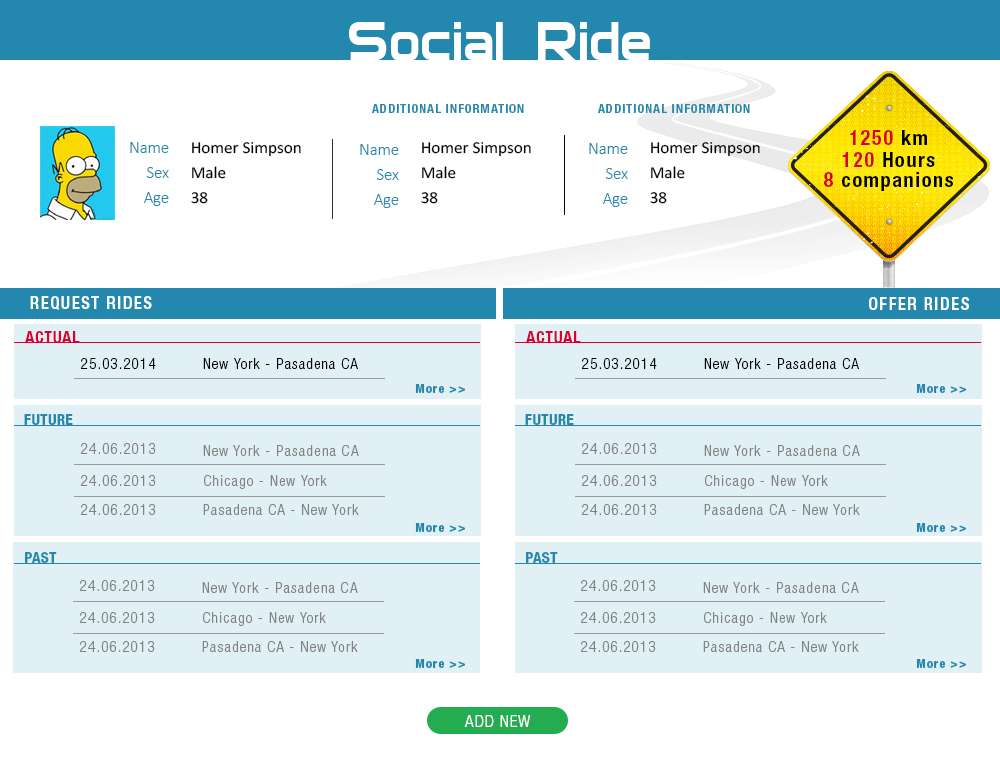 Social Ride
Name Homer Simpson
Sex Male
Age 38
ADDITIONAL INFORMATION
Name Homer Simpson
Sex Male
Age 38
ADDITIONAL INFORMATION
Name Homer Simpson
Sex Male
Age 38
1250 km
120 Hours
8 companions
REQUEST RIDES
ACTUAL
25.03.2014 New York - Pasadena CA
More >>
FUTURE
24.06.2013 New York - Pasadena CA
24.06.2013 Chicago - New York
24.06.2013 Pasadena CA - New York
More >>
PAST
24.06.2013 New York - Pasadena CA
24.06.2013 Chicago - New York
24.06.2013 Pasadena CA - New York
More >>
OFFER RIDES
ACTUAL
25.03.2014 New York - Pasadena CA
More >>
FUTURE
24.06.2013 New York - Pasadena CA
24.06.2013 Chicago - New York
24.06.2013 Pasadena CA - New York
More >>
PAST
24.06.2013 New York - Pasadena CA
24.06.2013 Chicago - New York
24.06.2013 Pasadena CA - New York
More >>
ADD NEW